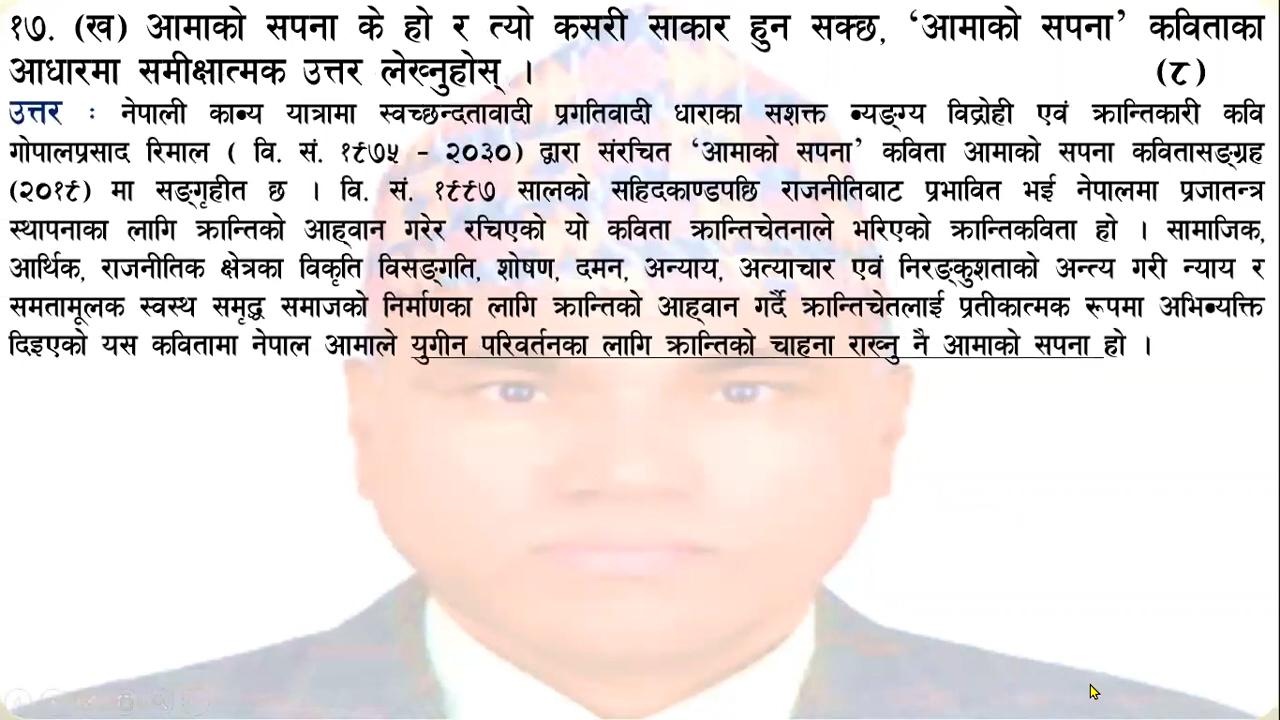 १७. (ख) आमाको सपना के हो र त्यो कसरी साकार हुन सक्छ, ‘आमाको सपना’ कविताका
आधारमा समीक्षात्मक उत्तर लेख्नुहोस् । (८)
उत्तर : नेपाली काव्य यात्रामा स्वच्छन्दतावादी प्रगतिवादी धाराका सशक्त व्यङ्ग्य विद्रोही एवं क्रान्तिकारी कवि
गोपालप्रसाद रिमाल ( वि. सं. १९७५ - २०३०) द्वारा संरचित ‘आमाको सपना’ कविता आमाको सपना कवितासङ्ग्रह
(२०१९) मा सङ्गृहीत छ । वि. सं. १९९७ सालको सहिदकाण्डपछि राजनीतिबाट प्रभावित भई नेपालमा प्रजातन्त्र
स्थापनाका लागि क्रान्तिको आह्वान गरेर रचिएको यो कविता क्रान्तिचेतनाले भरिएको क्रान्तिकविता हो । सामाजिक,
आर्थिक, राजनीतिक क्षेत्रका विकृति विसङ्गति, शोषण, दमन, अन्याय, अत्याचार एवं निरङ्कुशताको अन्त्य गरी न्याय र
समतामूलक स्वस्थ समृद्ध समाजको निर्माणका लागि क्रान्तिको आह्वान गर्दै क्रान्तिचेतलाई प्रतीकात्मक रूपमा अभिव्यक्ति
दिइएको यस कवितामा नेपाल आमाले युगीन परिवर्तनका लागि क्रान्तिको चाहना राख्नु नै आमाको सपना हो ।